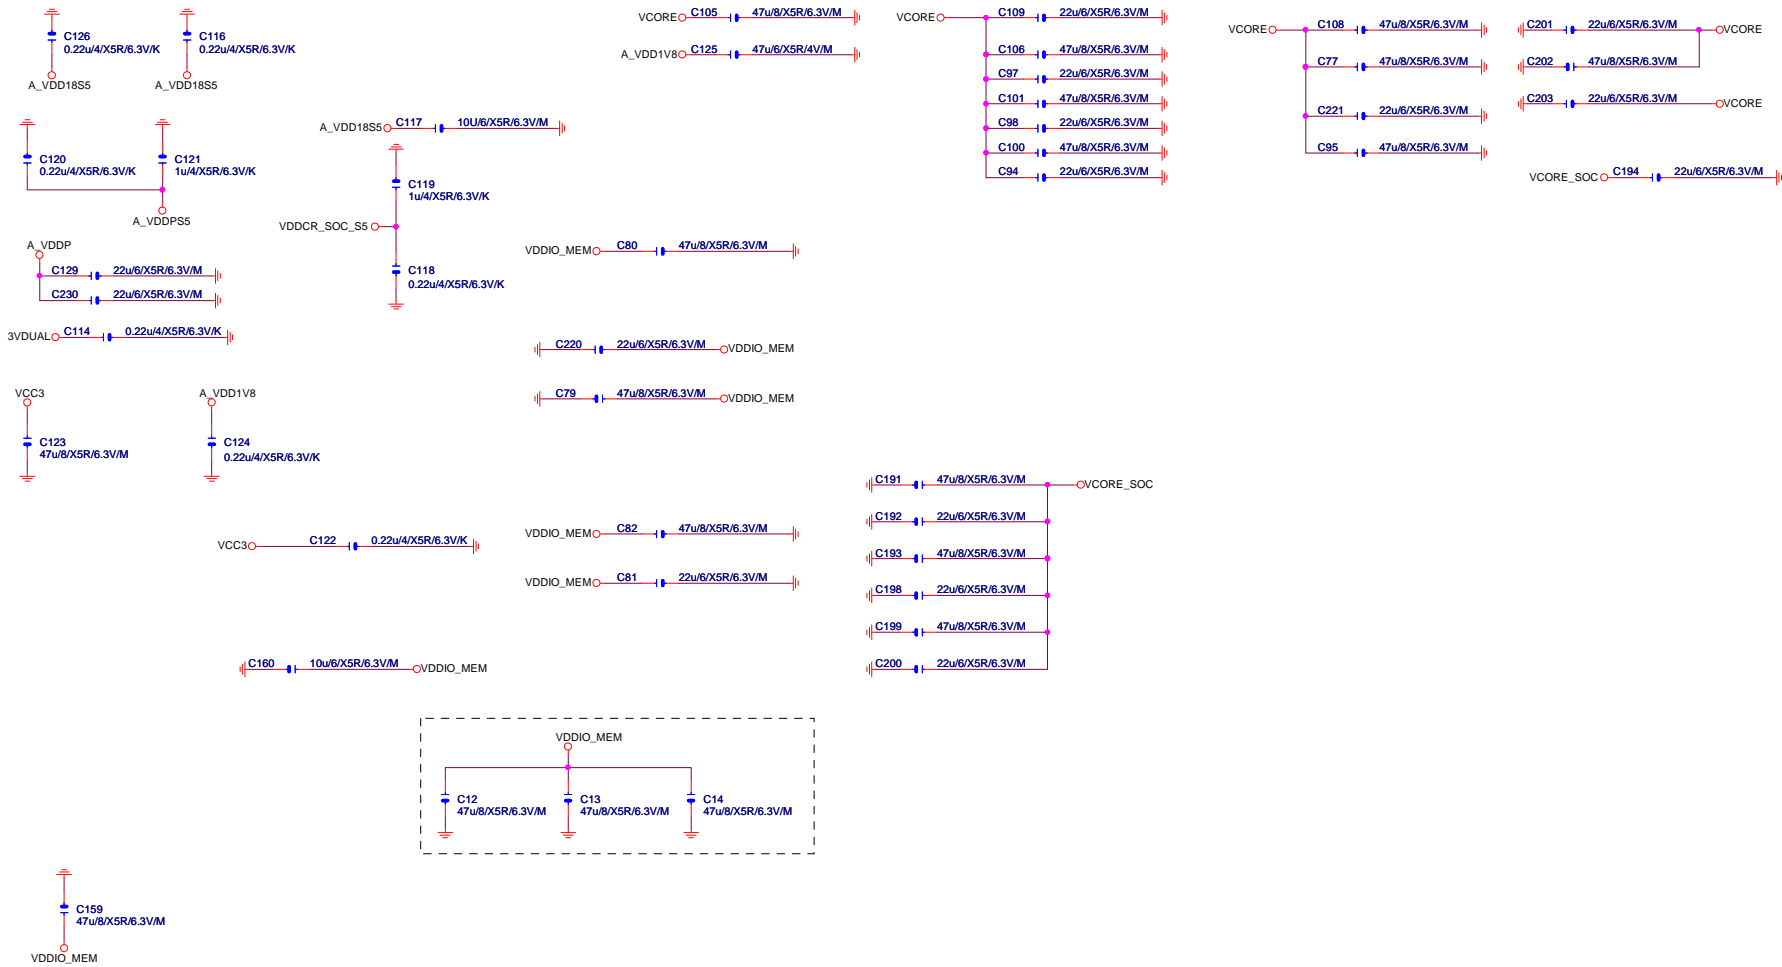 C126
0.22u/4/X5R/6.3V/K
A_VDD18S5
C116
0.22u/4/X5R/6.3V/K
A_VDD18S5
C120
0.22u/4/X5R/6.3V/K
C121
1u/4/X5R/6.3V/K
A_VDDPS5
A_VDDP
C129 22u/6/X5R/6.3V/M
C230 22u/6/X5R/6.3V/M
3VDUAL C114 0.22u/4/X5R/6.3V/K
VCC3
C123
47u/8/X5R/6.3V/M
A_VDD1V8
C124
0.22u/4/X5R/6.3V/K
A_VDD18S5 C117 10U/6/X5R/6.3V/M
C119
1u/4/X5R/6.3V/K
VDDCR_SOC_S5
C118
0.22u/4/X5R/6.3V/K
VCC3 C122 0.22u/4/X5R/6.3V/K
C160 10u/6/X5R/6.3V/M VDDIO_MEM
VCORE C105 47u/8/X5R/6.3V/M
A_VDD1V8 C125 47u/6/X5R/4V/M
VDDIO_MEM C80 47u/8/X5R/6.3V/M
C220 22u/6/X5R/6.3V/M VDDIO_MEM
C79 47u/8/X5R/6.3V/M VDDIO_MEM
VDDIO_MEM C82 47u/8/X5R/6.3V/M
VDDIO_MEM C81 22u/6/X5R/6.3V/M
VCORE C109 22u/6/X5R/6.3V/M
C106 47u/8/X5R/6.3V/M
C97 22u/6/X5R/6.3V/M
C101 47u/8/X5R/6.3V/M
C98 22u/6/X5R/6.3V/M
C100 47u/8/X5R/6.3V/M
C94 22u/6/X5R/6.3V/M
VCORE C108 47u/8/X5R/6.3V/M
C77 47u/8/X5R/6.3V/M
C221 22u/6/X5R/6.3V/M
C95 47u/8/X5R/6.3V/M
C201 22u/6/X5R/6.3V/M VCORE
C202 47u/8/X5R/6.3V/M
C203 22u/6/X5R/6.3V/M VCORE
VCORE_SOC C194 22u/6/X5R/6.3V/M
C191 47u/8/X5R/6.3V/M VCORE_SOC
C192 22u/6/X5R/6.3V/M
C193 47u/8/X5R/6.3V/M
C198 22u/6/X5R/6.3V/M
C199 47u/8/X5R/6.3V/M
C200 22u/6/X5R/6.3V/M
VDDIO_MEM
C12 C13 C14
47u/8/X5R/6.3V/M 47u/8/X5R/6.3V/M 47u/8/X5R/6.3V/M
C159
47u/8/X5R/6.3V/M
VDDIO_MEM